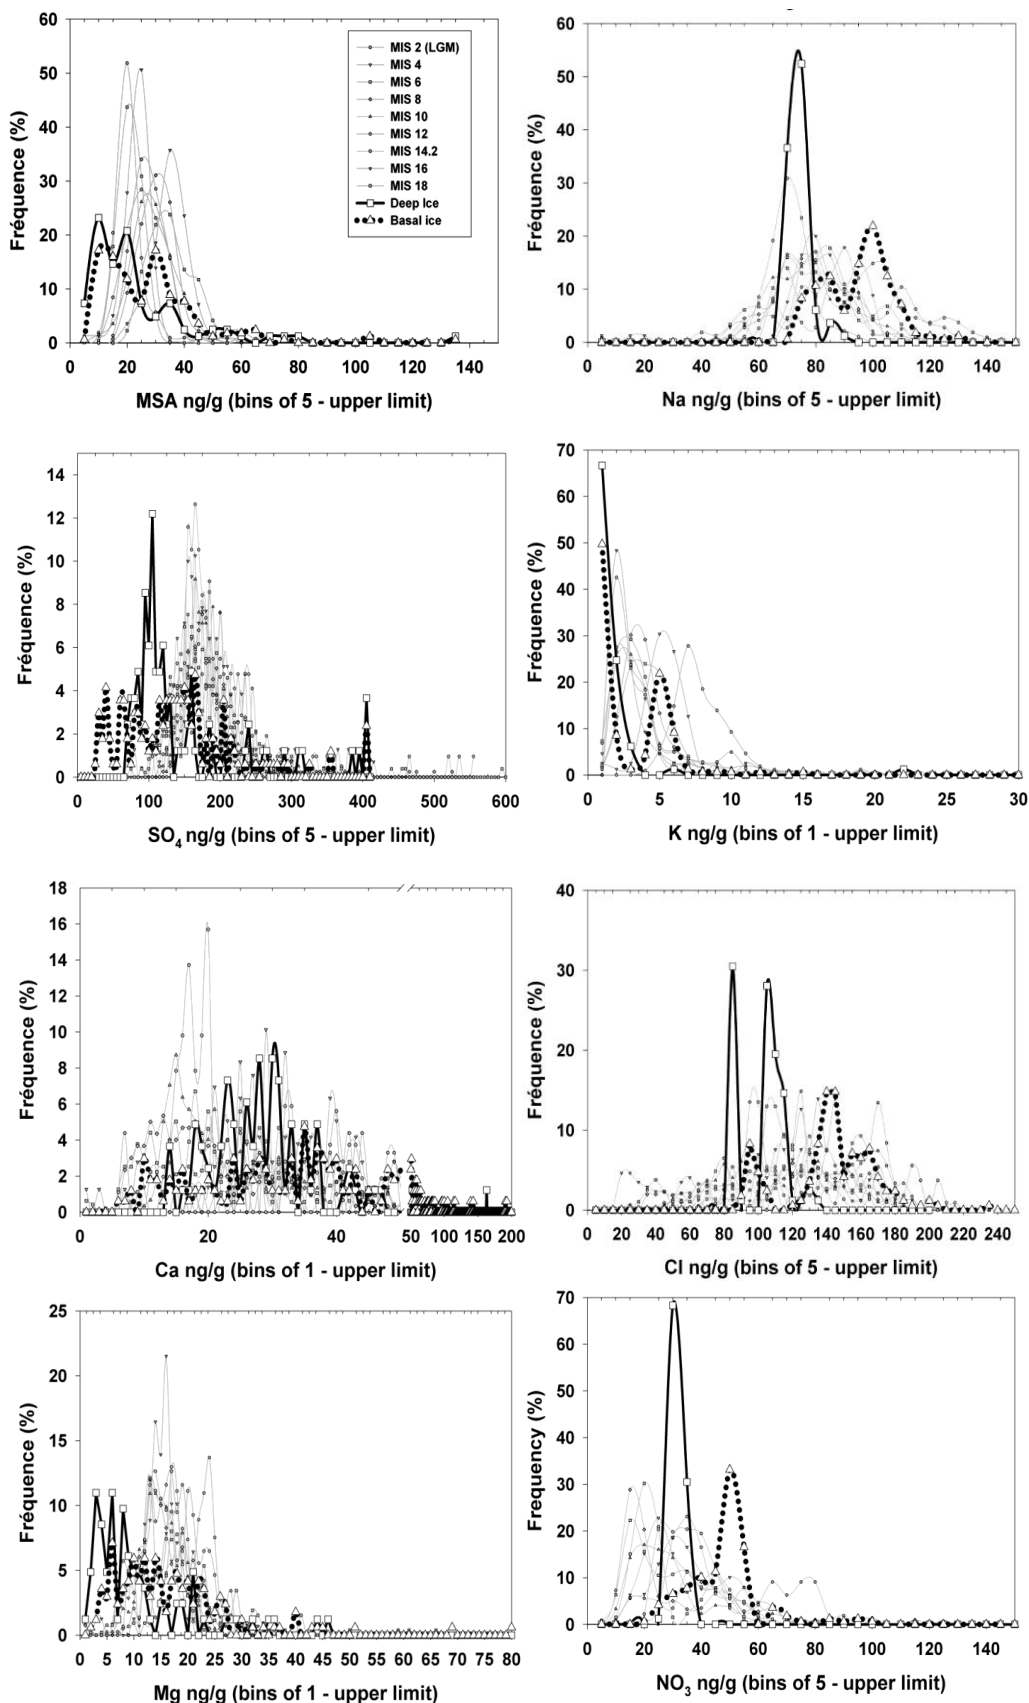 60
50
40
30
20
10
0
Fréquence (%)
MIS 2 (LGM)
MIS 4
MIS 6
MIS 8
MIS 10
MIS 12
MIS 14.2
MIS 16
MIS 18
Deep Ice
Basal ice
0 20 40 60 80 100 120 140
MSA ng/g (bins of 5 - upper limit)
60
50
40
30
20
10
0
Fréquence (%)
0 20 40 60 80 100 120 140
Na ng/g (bins of 5 - upper limit)
14
12
10
8
6
4
2
0
Fréquence (%)
0 100 200 300 400 500 600
SO4 ng/g (bins of 5 - upper limit)
70
60
50
40
30
20
10
0
Fréquence (%)
0 5 10 15 20 25 30
K ng/g (bins of 1 - upper limit)
18
16
14
12
10
8
6
4
2
0
Fréquence (%)
0 20 40 50 100 150 200
Ca ng/g (bins of 1 - upper limit)
40
30
20
10
0
Fréquence (%)
0 20 40 60 80 100 120 140 160 180 200 220 240
Cl ng/g (bins of 5 - upper limit)
25
20
15
10
5
0
Fréquence (%)
0 5 10 15 20 25 30 35 40 45 50 55 60 65 70 75 80
Mg ng/g (bins of 1 - upper limit)
70
60
50
40
30
20
10
0
Frequency (%)
0 20 40 60 80 100 120 140
NO3 ng/g (bins of 5 - upper limit)